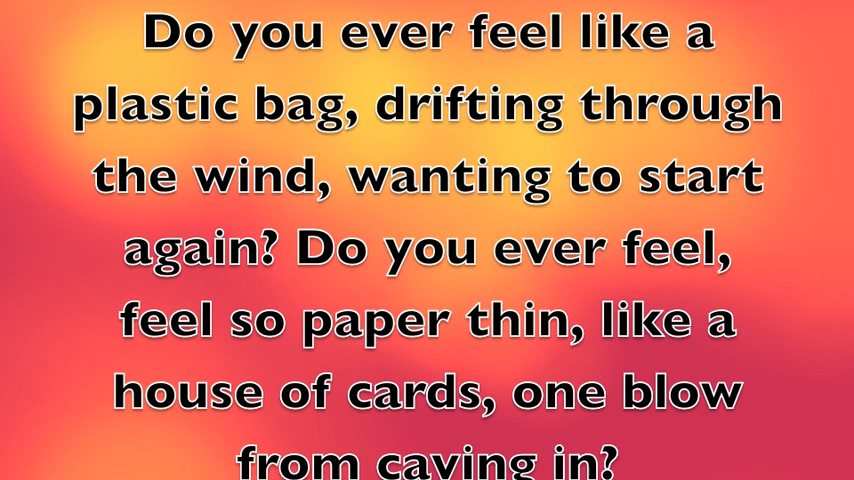 Do you ever feel like a
plastic bag, drifting through
the wind, wanting to start
again? Do you ever feel,
feel so paper thin, like a
house of cards, one blow
from caving in?